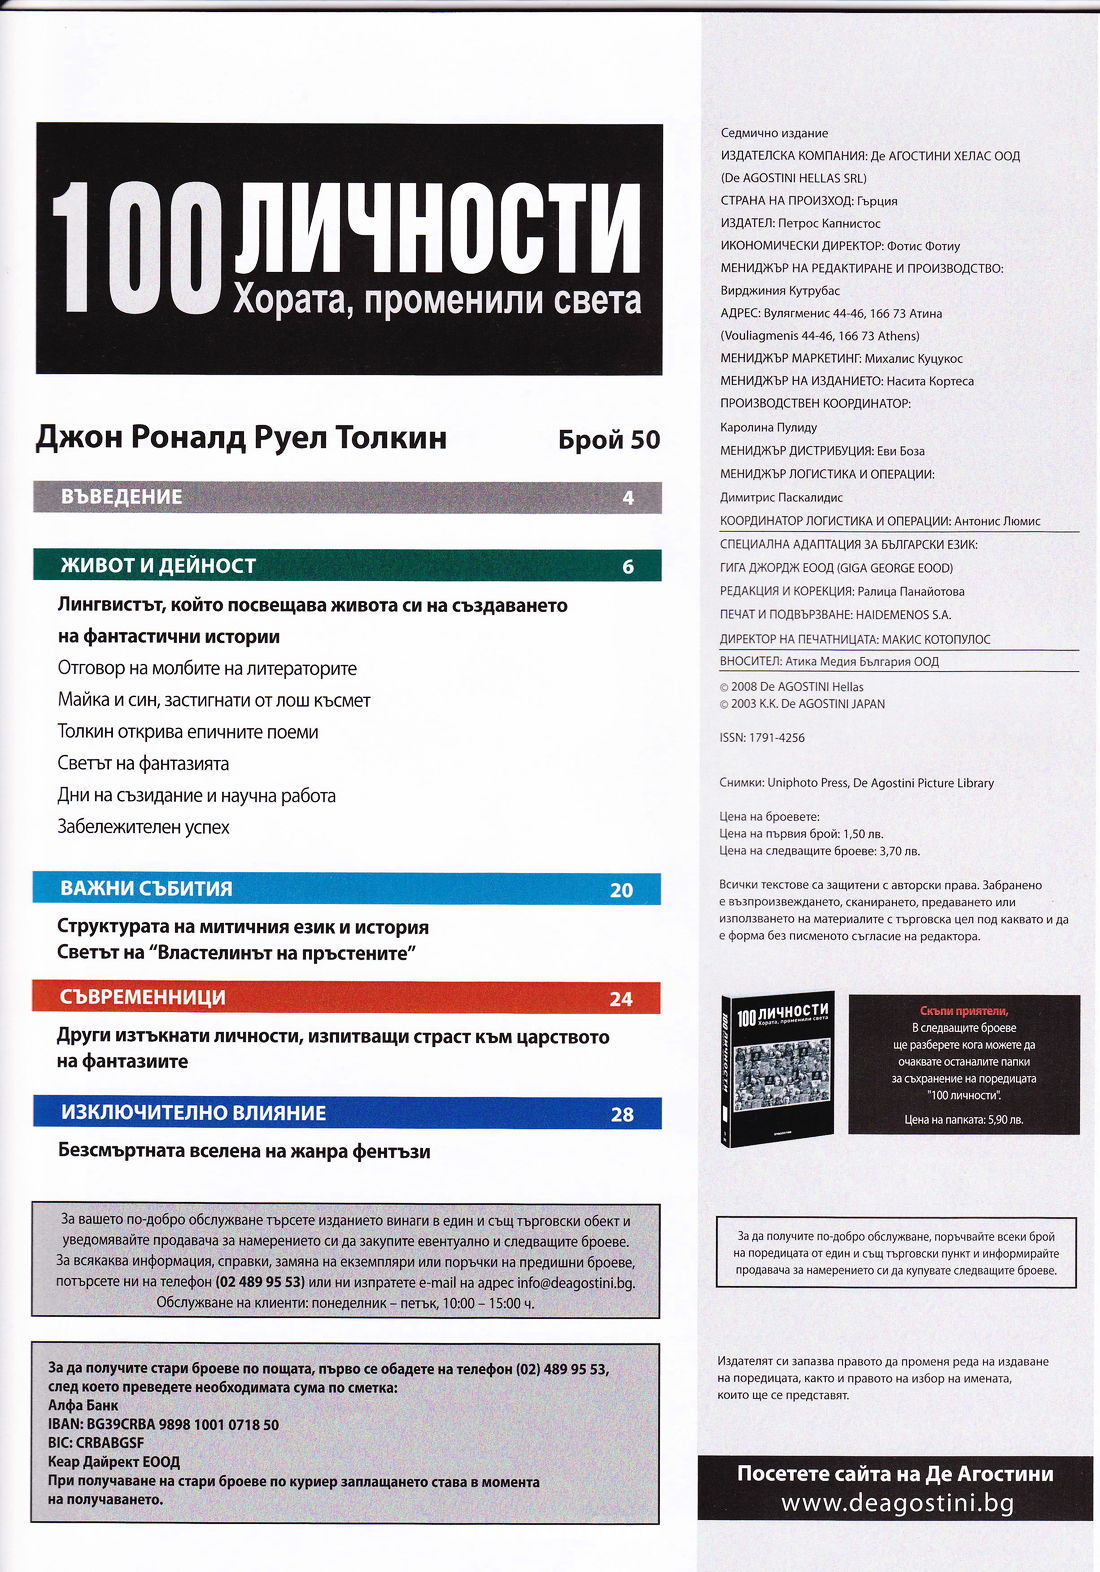 100 ЛИЧНОСТИ
Хората, променили света
Джон Роналд Руел Толкин Брой 50
ВЪВЕДЕНИЕ 4
ЖИВОТ И ДЕЙНОСТ 6
Лингвистът, който посвещава живота си на създаването
на фантастични истории
Отговор на молбите на литераторите
Майка и син, застигнати от лош късмет
Толкин открива епичните поеми
Светът на фантазията
Дни на съзидание и научна работа
Забележителен успех
ВАЖНИ СЪБИТИЯ 20
Структурата на митичния език и история
Светът на “Властелинът на пръстените”
СЪВРЕМЕННИЦИ 24
Други изтъкнати личности, изпитващи страст към царството
на фантазиите
ИЗКЛЮЧИТЕЛНО ВЛИЯНИЕ 28
Безсмъртната вселена на жанра фентъзи
За вашето по-добро обслужване търсете изданието винаги в един и същ търговски обект и
уведомявайте продавача за намерението си да закупите евентуално и следващите броеве.
За всякаква информация, справки, замяна на екземпляри или поръчки на предишни броеве,
потърсете ни на телефон (02 489 95 53) или ни изпратете e-mail на адрес info@deagostini.bg.
Обслужване на клиенти: понеделник – петък, 10:00 – 15:00 ч.
За да получите стари броеве по пощата, първо се обадете на телефон (02) 489 95 53,
след което преведете необходимата сума по сметка:
Алфа Банк
IBAN: BG39CRBA 9898 1001 0718 50
BIC: CRBABGSF
Кеар Дайрект ЕООД
При получаване на стари броеве по куриер заплащането става в момента
на получаването.
Седмично издание
ИЗДАТЕЛСКА КОМПАНИЯ: Де АГОСТИНИ ХЕЛАС ООД
(De AGOSTINI HELLAS SRL)
СТРАНА НА ПРОИЗХОД: Гърция
ИЗДАТЕЛ: Петрос Капнистос
ИКОНОМИЧЕСКИ ДИРЕКТОР: Фотис Фотиу
МЕНИДЖЪР НА РЕДАКТИРАНЕ И ПРОИЗВОДСТВО:
Вирджиния Кутрубас
АДРЕС: Вулягменис 44-46, 166 73 Атина
(Vouliagmenis 44-46, 166 73 Athens)
МЕНИДЖЪР МАРКЕТИНГ: Михалис Куцукос
МЕНИДЖЪР НА ИЗДАНИЕТО: Насита Кортеса
ПРОИЗВОДСТВЕН КООРДИНАТОР:
Каролина Пулиду
МЕНИДЖЪР ДИСТРИБУЦИЯ: Еви Боза
МЕНИДЖЪР ЛОГИСТИКА И ОПЕРАЦИИ:
Димитрис Паскалидис
КООРДИНАТОР ЛОГИСТИКА И ОПЕРАЦИИ: Антонис Люмис
СПЕЦИАЛНА АДАПТАЦИЯ ЗА БЪЛГАРСКИ ЕЗИК:
ГИГА ДЖОРДЖ ЕООД (GIGA GEORGE EOOD)
РЕДАКЦИЯ И КОРЕКЦИЯ: Ралица Панайотова
ПЕЧАТ И ПОДВЪРЗВАНЕ: HAIDEMENOS S.A.
ДИРЕКТОР НА ПЕЧАТНИЦАТА: МАКИС КОТОПУЛОС
ВНОСИТЕЛ: Атика Медия България ООД
© 2008 De AGOSTINI Hellas
© 2003 K.K. De AGOSTINI JAPAN
ISSN: 1791-4256
Снимки: Uniphoto Press, De Agostini Picture Library
Цена на броевете:
Цена на първия брой: 1,50 лв.
Цена на следващите броеве: 3,70 лв.
Всички текстове са защитени с авторски права. Забранено
е възпроизвеждането, сканирането, предаването или
използването на материалите с търговска цел под каквато и да
е форма без писменото съгласие на редактора.
100 ЛИЧНОСТИ
Хората, променили света
100 ЛИЧНОСТИ
Скъпи приятели,
В следващите броеве
ще разберете кога можете да
очаквате останалите папки
за съхранение на поредицата
"100 личности".
Цена на папката: 5,90 лв.
За да получите по-добро обслужване, поръчвайте всеки брой
на поредицата от един и същ търговски пункт и информирайте
продавача за намерението си да купувате следващите броеве.
Издателят си запазва правото да променя реда на издаване
на поредицата, както и правото на избор на имената,
които ще се представят.
Посетете сайта на Де Агостини
www.deagostini.bg